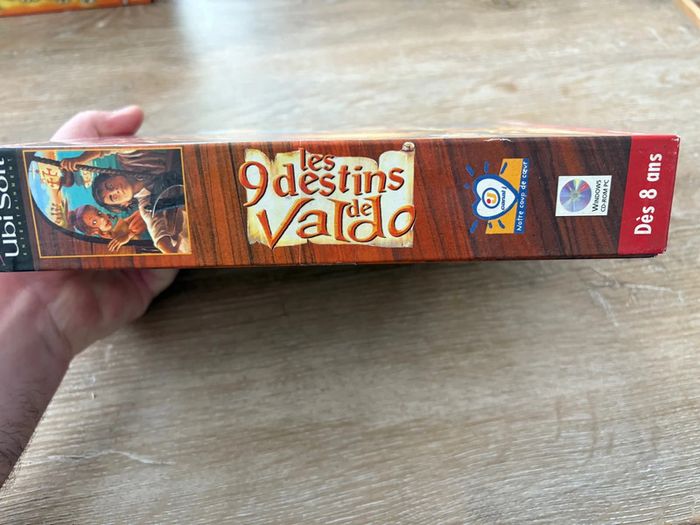 Ubi Soft
les
9 destins
de
Valdo
Notre coup de cœur
WINDOWS
CD-ROM PC
Dès 8 ans